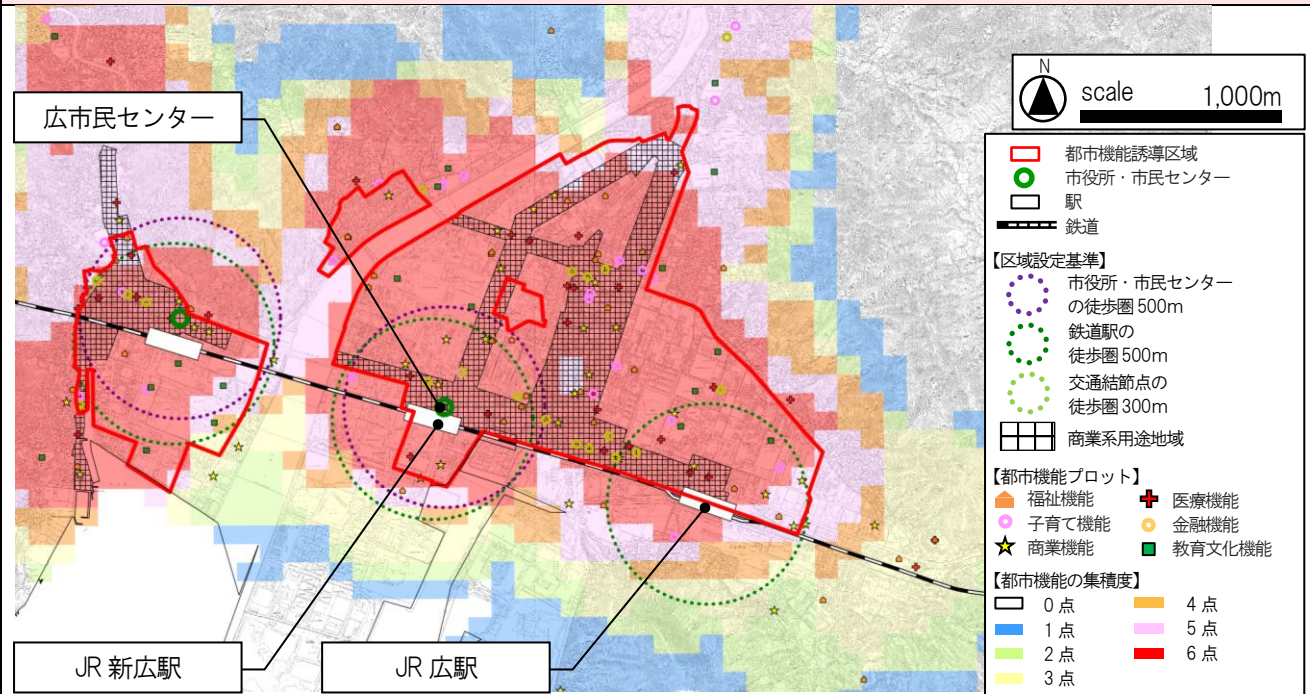 広市民センター
JR 新広駅
JR 広駅
N
scale 1,000m
都市機能誘導区域
市役所・市民センター
駅
鉄道
【区域設定基準】
市役所・市民センター
の徒歩圏 500m
鉄道駅の
徒歩圏 500m
交通結節点の
徒歩圏 300m
商業系用途地域
【都市機能プロット】
福祉機能
医療機能
子育て機能
金融機能
商業機能
教育文化機能
【都市機能の集積度】
0 点
4 点
1 点
5 点
2 点
6 点
3 点